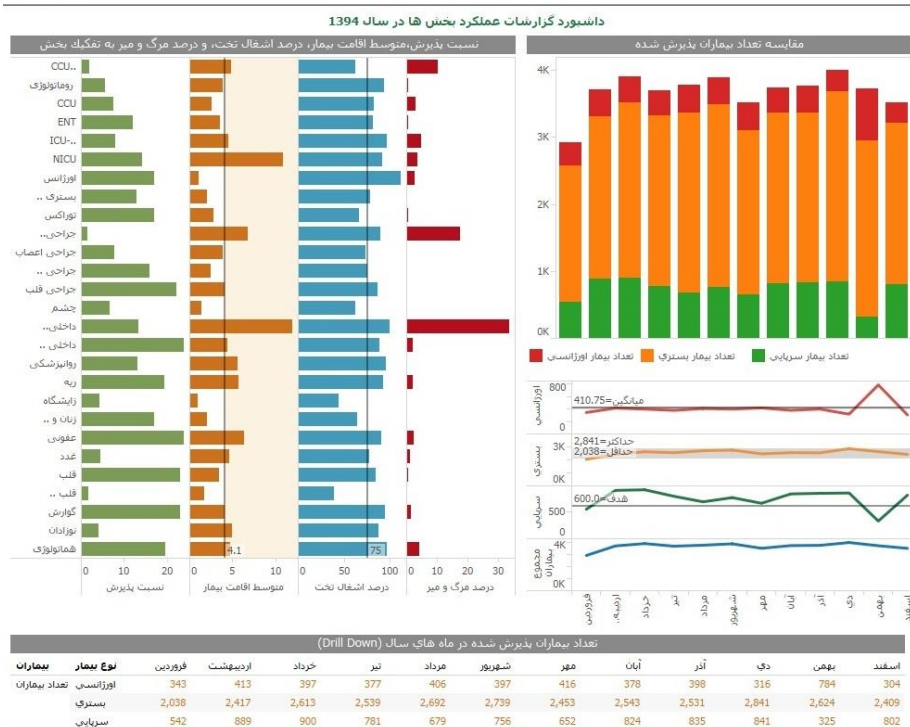 داشبورد گزارشات عملکرد بخش ها در سال 1394
نسبت پذیرش،متوسط اقامت بیمار، درصد اشغال تخت، و درصد مرگ و میر به تفکیک بخش
CCU..
روماتولوژی
CCU
ENT
ICU-..
NICU
اورژانس
بستری ..
توراکس
جراحی..
جراحی اعصاب
جراحی ..
جراحی قلب
چشم
داخلی..
داخلی ..
روانپزشکی
ریه
زایشگاه
زنان و ..
عفونی
غدد
قلب
قلب ..
گوارش
نوزادان
هماتولوژی
4.1
75
0 10 20
0 5 10
0 50 100
0 10 20 30
نسبت پذیرش
متوسط اقامت بیمار
درصد اشغال تخت
درصد مرگ و میر
مقایسه تعداد بیماران پذیرش شده
4K
3K
2K
1K
0K
تعداد بیمار سرپایی
تعداد بیمار بستري
تعداد بیمار اورژانسی
اورژانسي
800
0
میانگین=410.75
بستری
3K
0K
حداکثر=2,841
حداقل=2,038
سرپایي
500
0
هدف=600.0
مجموع بیماران
4K
0K
فروردین
اردیبه..
خرداد
تیر
مرداد
شهریور
مهر
آبان
آذر
دي
بهمن
اسفند
تعداد بیماران پذیرش شده در ماه هاي سال (Drill Down)
بیماران نوع بیمار فروردین اردیبهشت خرداد تیر مرداد شهریور مهر آبان آذر دي بهمن اسفند
تعداد بیماران اورژانسي 343 413 397 377 406 397 416 378 398 316 784 304
بستري 2,038 2,417 2,613 2,539 2,692 2,739 2,453 2,543 2,531 2,841 2,624 2,409
سرپایي 542 889 900 781 679 756 652 824 835 841 325 802